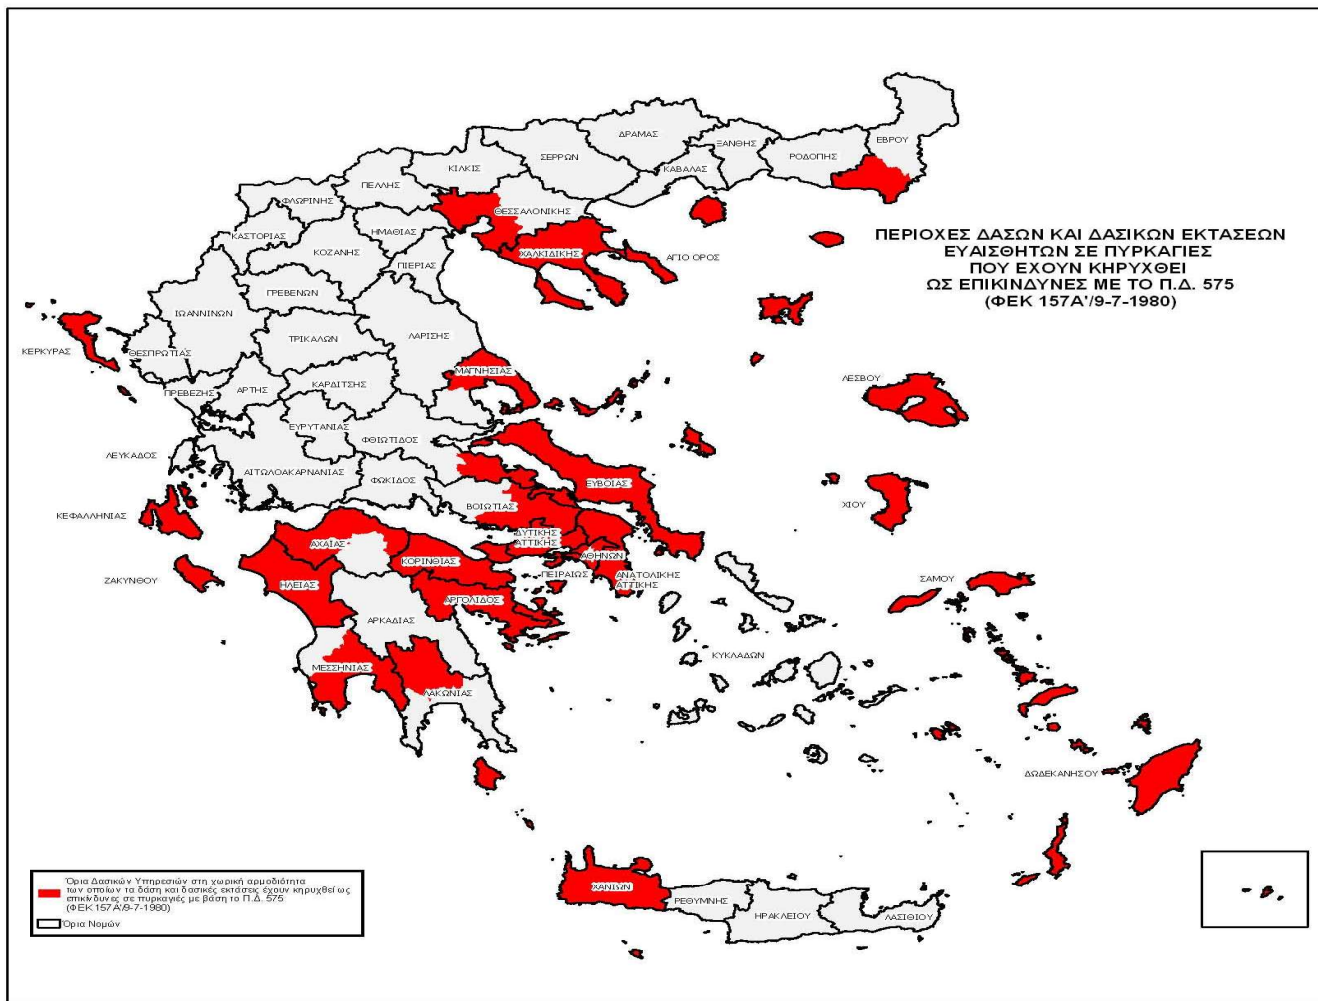 ΔΡΑΜΑΣ
ΞΑΝΘΗΣ
ΕΒΡΟΥ
ΣΕΡΡΩΝ
ΡΟΔΟΠΗΣ
ΚΙΛΚΙΣ
ΚΑΒΑΛΑΣ
ΠΕΛΛΗΣ
ΦΛΩΡΙΝΗΣ
ΘΕΣΣΑΛΟΝΙΚΗΣ
ΚΑΣΤΟΡΙΑΣ
ΗΜΑΘΙΑΣ
ΚΟΖΑΝΗΣ
ΧΑΛΚΙΔΙΚΗΣ
ΑΓΙΟ ΟΡΟΣ
ΠΙΕΡΙΑΣ
ΠΕΡΙΟΧΕΣ ΔΑΣΩΝ ΚΑΙ ΔΑΣΙΚΩΝ ΕΚΤΑΣΕΩΝ
ΕΥΑΙΣΘΗΤΩΝ ΣΕ ΠΥΡΚΑΓΙΕΣ
ΠΟΥ ΕΧΟΥΝ ΚΗΡΥΧΘΕΙ
ΩΣ ΕΠΙΚΙΝΔΥΝΕΣ ΜΕ ΤΟ Π.Δ. 575
(ΦΕΚ 157Α'/9-7-1980)
ΓΡΕΒΕΝΩΝ
ΙΩΑΝΝΙΝΩΝ
ΛΑΡΙΣΗΣ
ΤΡΙΚΑΛΩΝ
ΚΕΡΚΥΡΑΣ
ΘΕΣΠΡΩΤΙΑΣ
ΜΑΓΝΗΣΙΑΣ
ΛΕΣΒΟΥ
ΚΑΡΔΙΤΣΗΣ
ΑΡΤΗΣ
ΠΡΕΒΕΖΗΣ
ΕΥΡΥΤΑΝΙΑΣ
ΦΘΙΩΤΙΔΟΣ
ΛΕΥΚΑΔΟΣ
ΑΙΤΩΛΟΑΚΑΡΝΑΝΙΑΣ
ΦΩΚΙΔΟΣ
ΕΥΒΟΙΑΣ
ΒΟΙΩΤΙΑΣ
ΧΙΟΥ
ΚΕΦΑΛΛΗΝΙΑΣ
ΔΥΤΙΚΗΣ
ΑΤΤΙΚΗΣ
ΑΧΑΪΑΣ
ΑΘΗΝΩΝ
ΚΟΡΙΝΘΙΑΣ
ΠΕΙΡΑΙΩΣ
ΑΝΑΤΟΛΙΚΗΣ
ΑΤΤΙΚΗΣ
ΖΑΚΥΝΘΟΥ
ΗΛΕΙΑΣ
ΣΑΜΟΥ
ΑΡΓΟΛΙΔΟΣ
ΑΡΚΑΔΙΑΣ
ΚΥΚΛΑΔΩΝ
ΜΕΣΣΗΝΙΑΣ
ΛΑΚΩΝΙΑΣ
ΔΩΔΕΚΑΝΗΣΟΥ
ΧΑΝΙΩΝ
ΡΕΘΥΜΝΗΣ
ΗΡΑΚΛΕΙΟΥ
ΛΑΣΙΘΙΟΥ
Όρια Δασικών Υπηρεσιών στη χωρική αρμοδιότητα
των οποίων τα δάση και δασικές εκτάσεις έχουν κηρυχθεί ως
επικίνδυνες σε πυρκαγιές με βάση το Π.Δ. 575
(ΦΕΚ 157Α'/9-7-1980)
Όρια Νομών